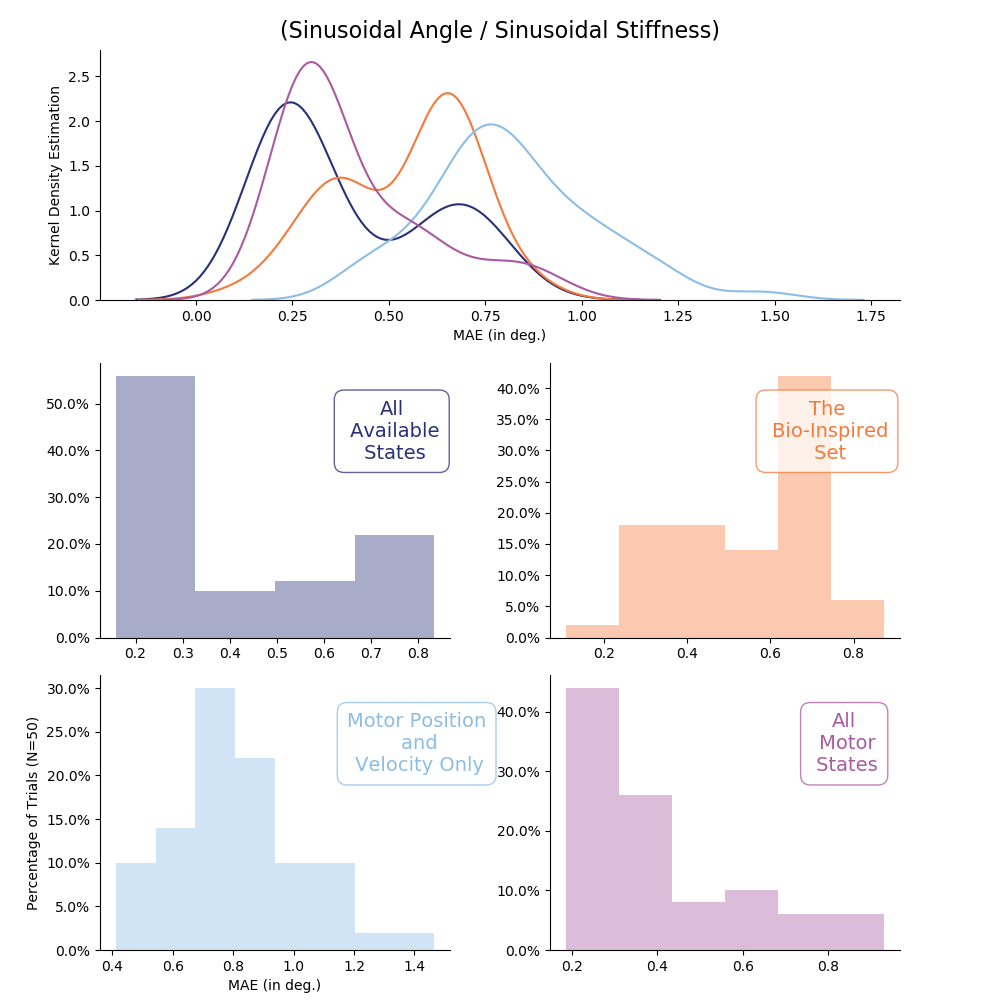 (Sinusoidal Angle / Sinusoidal Stiffness)
Kernel Density Estimation
2.5
2.0
1.5
1.0
0.5
0.0
0.00 0.25 0.50 0.75 1.00 1.25 1.50 1.75
MAE (in deg.)
50.0%
40.0%
30.0%
20.0%
10.0%
0.0%
All
Available
States
0.2 0.3 0.4 0.5 0.6 0.7 0.8
40.0%
35.0%
30.0%
25.0%
20.0%
15.0%
10.0%
5.0%
0.0%
The
Bio-Inspired
Set
0.2 0.4 0.6 0.8
Percentage of Trials (N=50)
30.0%
25.0%
20.0%
15.0%
10.0%
5.0%
0.0%
Motor Position
and
Velocity Only
0.4 0.6 0.8 1.0 1.2 1.4
MAE (in deg.)
40.0%
30.0%
20.0%
10.0%
0.0%
All
Motor
States
0.2 0.4 0.6 0.8